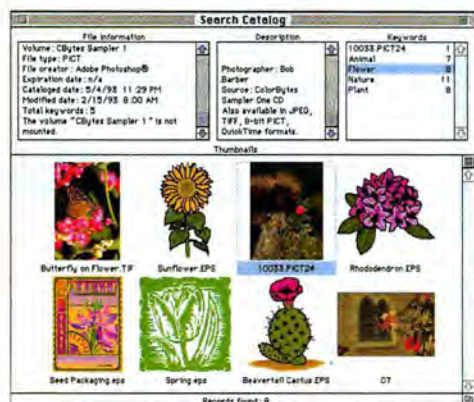 Search Catalog
File Information
Volume: CBytes Sampler 1
File type: PICT
File creator: Adobe Photoshop®
Expiration date: n/a
Cataloged date: 5/4/93 11:29 PM
Modified date: 2/15/93 8:00 AM
Total keywords: 5
The volume "CBytes Sampler 1" is not
mounted.
Description
Photographer: Bob
Barber
Source: ColorBytes
Sampler One CD
Also available in JPEG,
TIFF, 8-bit PICT,
QuickTime formats.
Keywords
10033.PICT24 1
Animal 7
Flower 8
Nature 11
Plant 8
Thumbnails
Butterfly on Flower.TIF
Sunflower.EPS
10033.PICT24
Rhododendron.EPS
Seed Packaging.eps
Spring.eps
Beavertail Cactus.EPS
07
Records found: 8